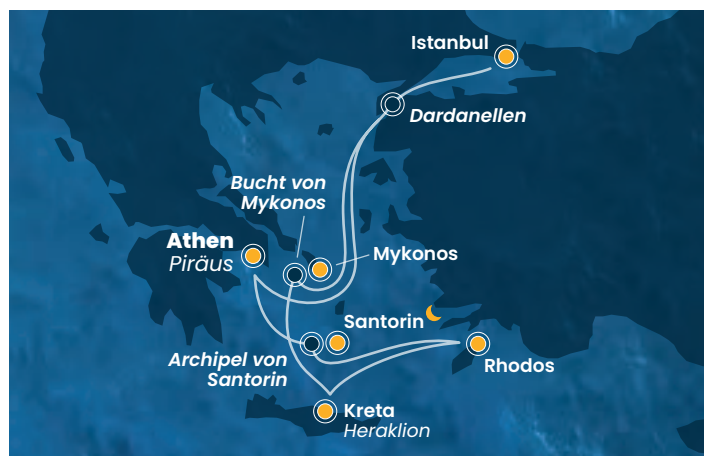 Istanbul
Dardanellen
Bucht von
Mykonos
Athen
Piräus
Mykonos
Santorin
Archipel von
Santorin
Rhodos
Kreta
Heraklion